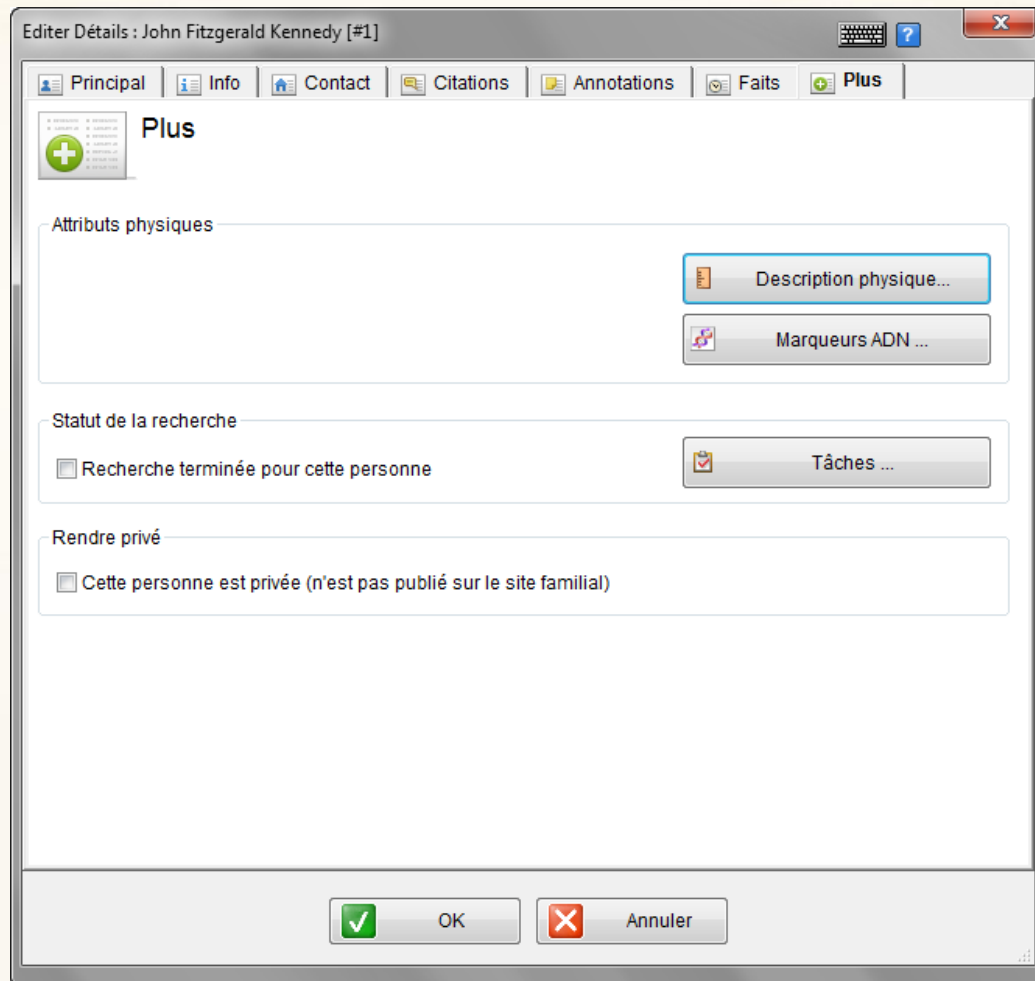 Editer Détails : John Fitzgerald Kennedy [#1]
Principal Info Contact Citations Annotations Faits Plus
Plus
Attributs physiques
Description physique...
Marqueurs ADN ...
Statut de la recherche
Recherche terminée pour cette personne
Tâches ...
Rendre privé
Cette personne est privée (n'est pas publié sur le site familial)
OK Annuler